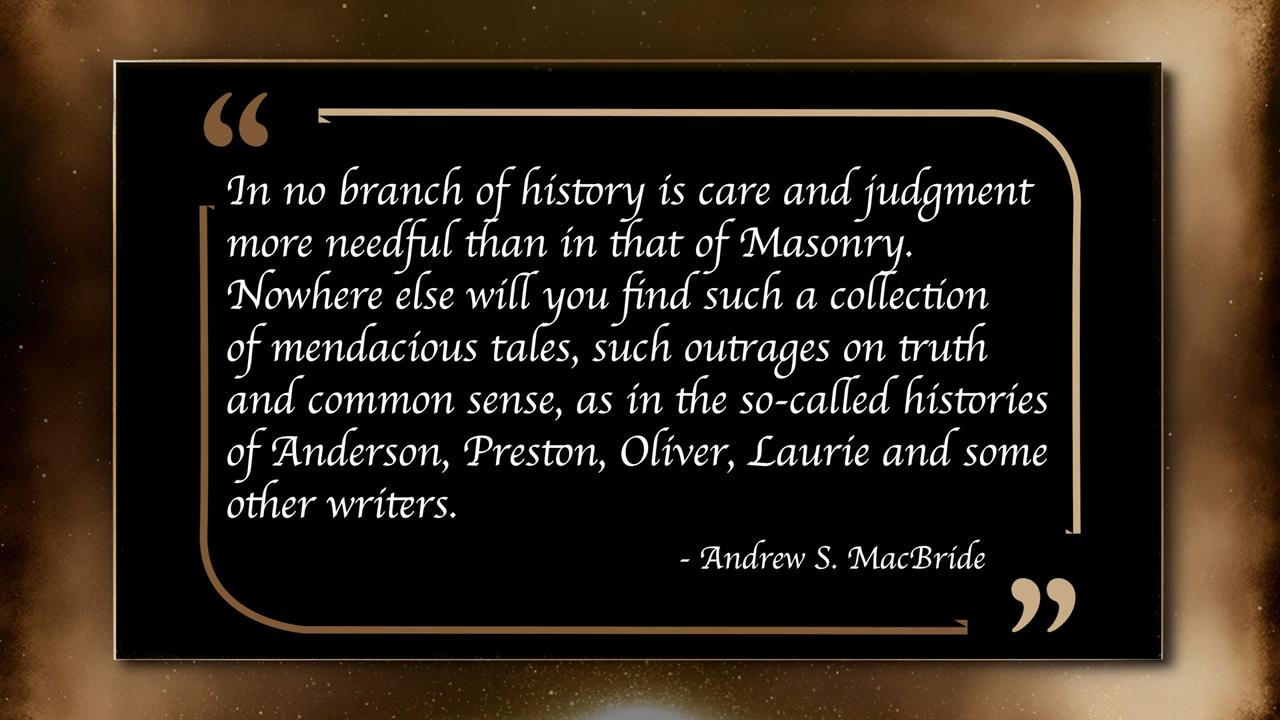 In no branch of history is care and judgment
more needful than in that of Masonry.
Nowhere else will you find such a collection
of mendacious tales, such outrages on truth
and common sense, as in the so-called histories
of Anderson, Preston, Oliver, Laurie and some
other writers.
- Andrew S. MacBride